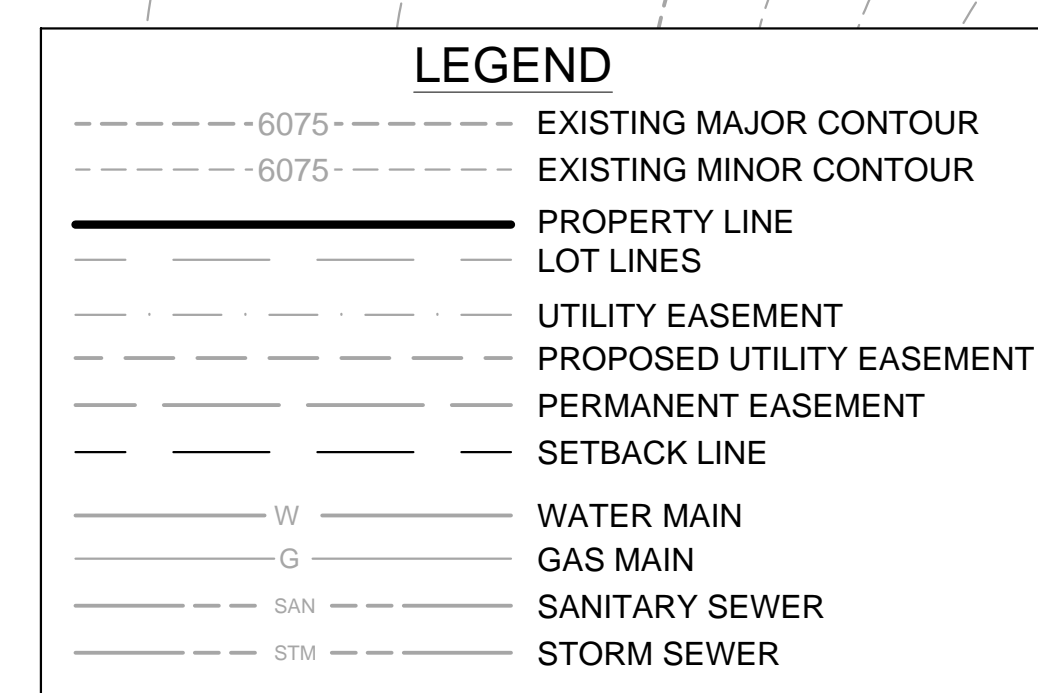 LEGEND
6075 EXISTING MAJOR CONTOUR
6075 EXISTING MINOR CONTOUR
PROPERTY LINE
LOT LINES
UTILITY EASEMENT
PROPOSED UTILITY EASEMENT
PERMANENT EASEMENT
SETBACK LINE
W WATER MAIN
G GAS MAIN
SAN SANITARY SEWER
STM STORM SEWER